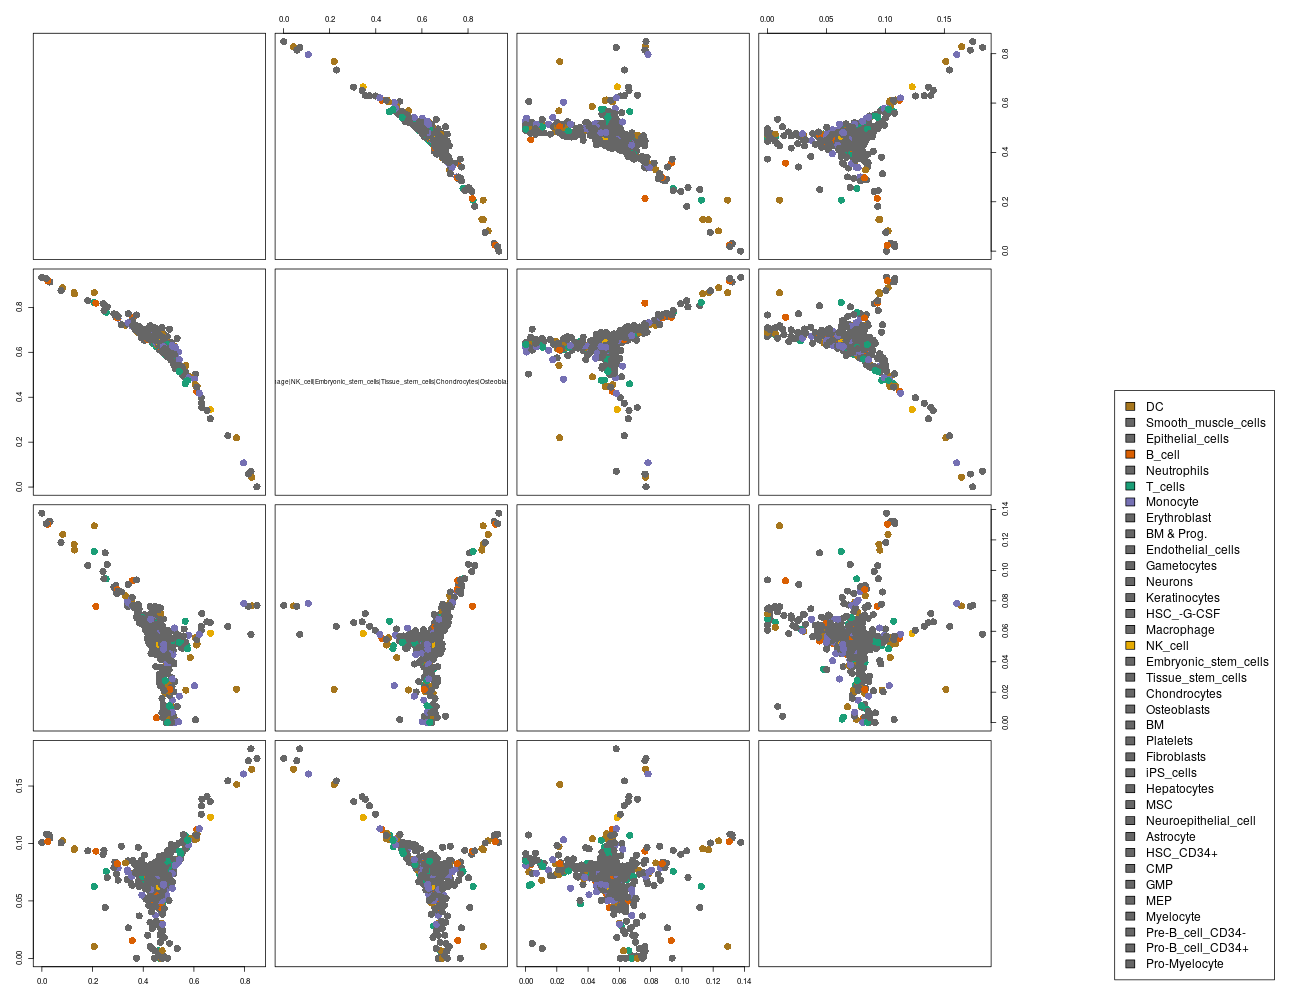 0.0 0.2 0.4 0.6 0.8
0.00 0.05 0.10 0.15
0.0 0.2 0.4 0.6 0.8
0.0 0.2 0.4 0.6 0.8
age|NK_cell|Embryonic_stem_cells|Tissue_stem_cells|Chondrocytes|Osteobla
0.00 0.02 0.04 0.06 0.08 0.10 0.12 0.14
0.00 0.05 0.10 0.15
0.0 0.2 0.4 0.6 0.8
0.00 0.02 0.04 0.06 0.08 0.10 0.12 0.14
DC
Smooth_muscle_cells
Epithelial_cells
B_cell
Neutrophils
T_cells
Monocyte
Erythroblast
BM & Prog.
Endothelial_cells
Gametocytes
Neurons
Keratinocytes
HSC_-G-CSF
Macrophage
NK_cell
Embryonic_stem_cells
Tissue_stem_cells
Chondrocytes
Osteoblasts
BM
Platelets
Fibroblasts
iPS_cells
Hepatocytes
MSC
Neuroepithelial_cell
Astrocyte
HSC_CD34+
CMP
GMP
MEP
Myelocyte
Pre-B_cell_CD34-
Pro-B_cell_CD34+
Pro-Myelocyte